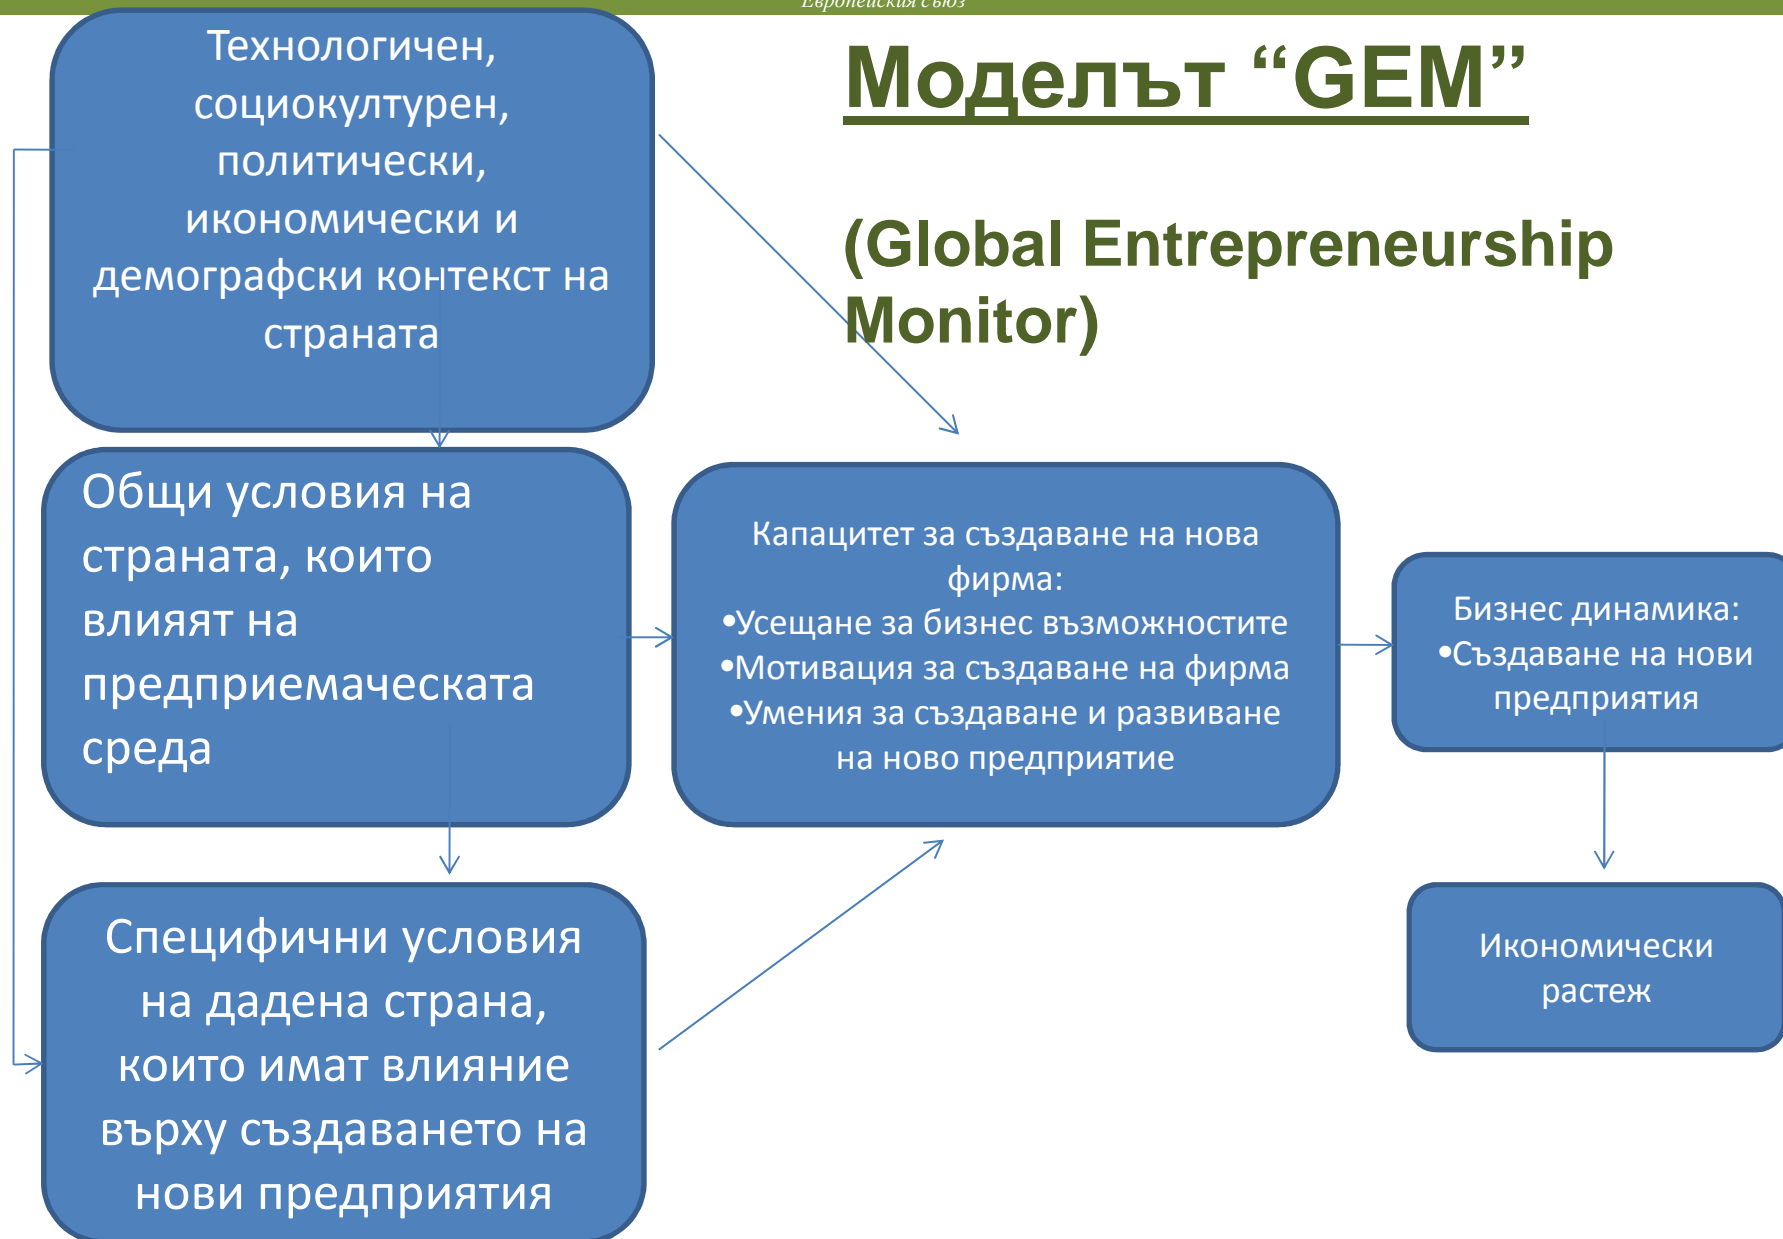 Европейския съюз
Моделът “GEM”
(Global Entrepreneurship
Monitor)
Технологичен,
социокултурен,
политически,
икономически и
демографски контекст на
страната
Общи условия на
страната, които
влияят на
предприемаческата
среда
Специфични условия
на дадена страна,
които имат влияние
върху създаването на
нови предприятия
Капацитет за създаване на нова
фирма:
•Усещане за бизнес възможностите
•Мотивация за създаване на фирма
•Умения за създаване и развиване
на ново предприятие
Бизнес динамика:
•Създаване на нови
предприятия
Икономически
растеж